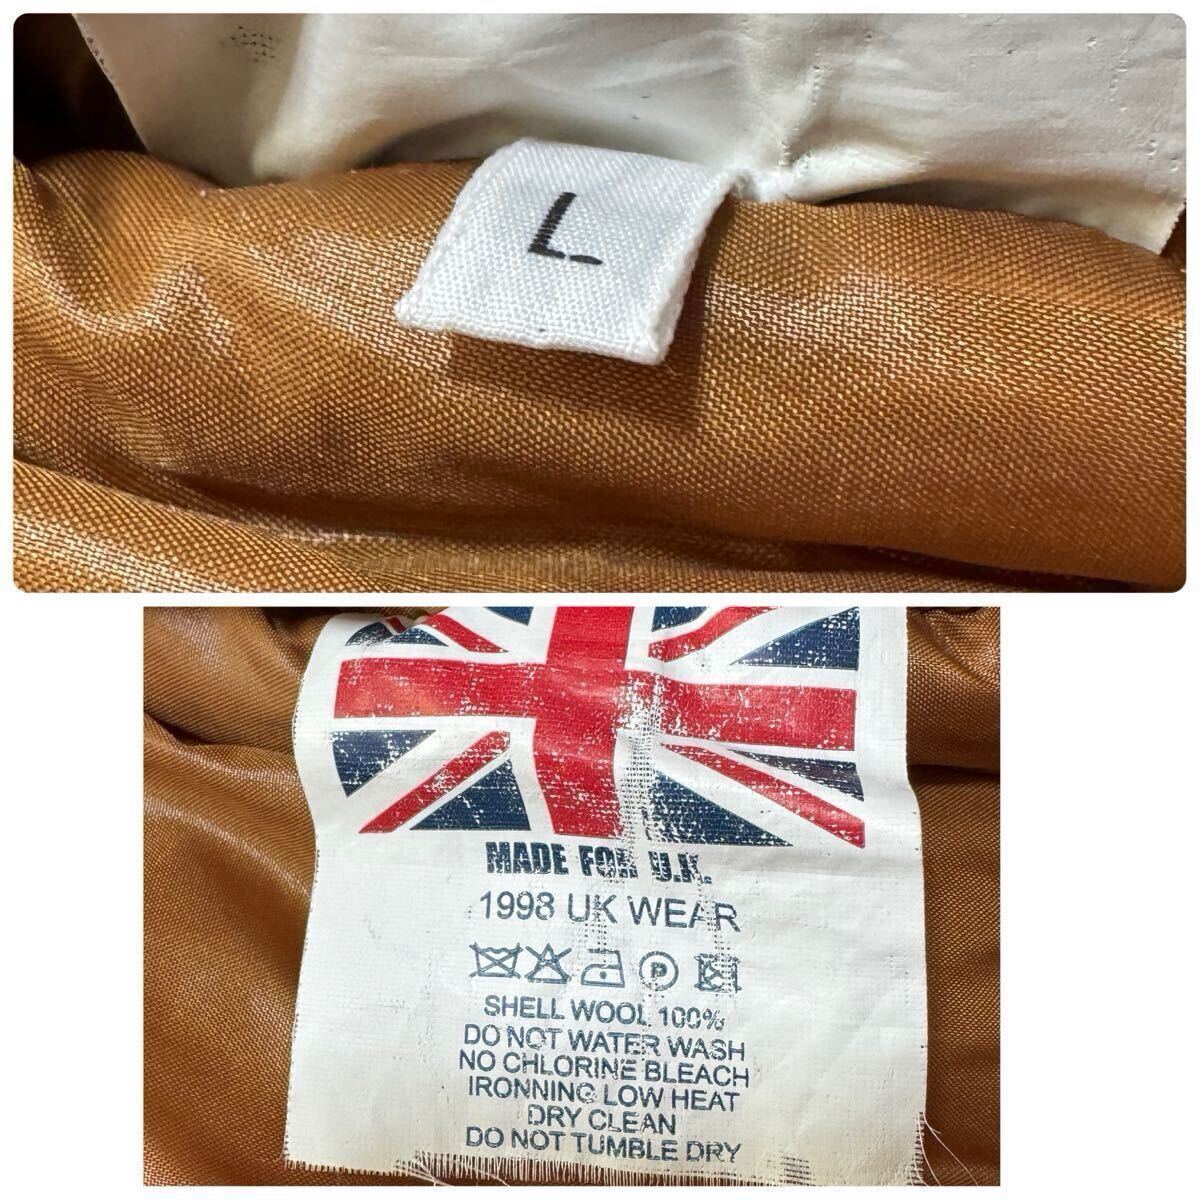 L
MADE FOR U.K.
1998 UK WEAR
P
SHELL WOOL 100%
DO NOT WATER WASH
NO CHLORINE BLEACH
IRONNING LOW HEAT
DRY CLEAN
DO NOT TUMBLE DRY